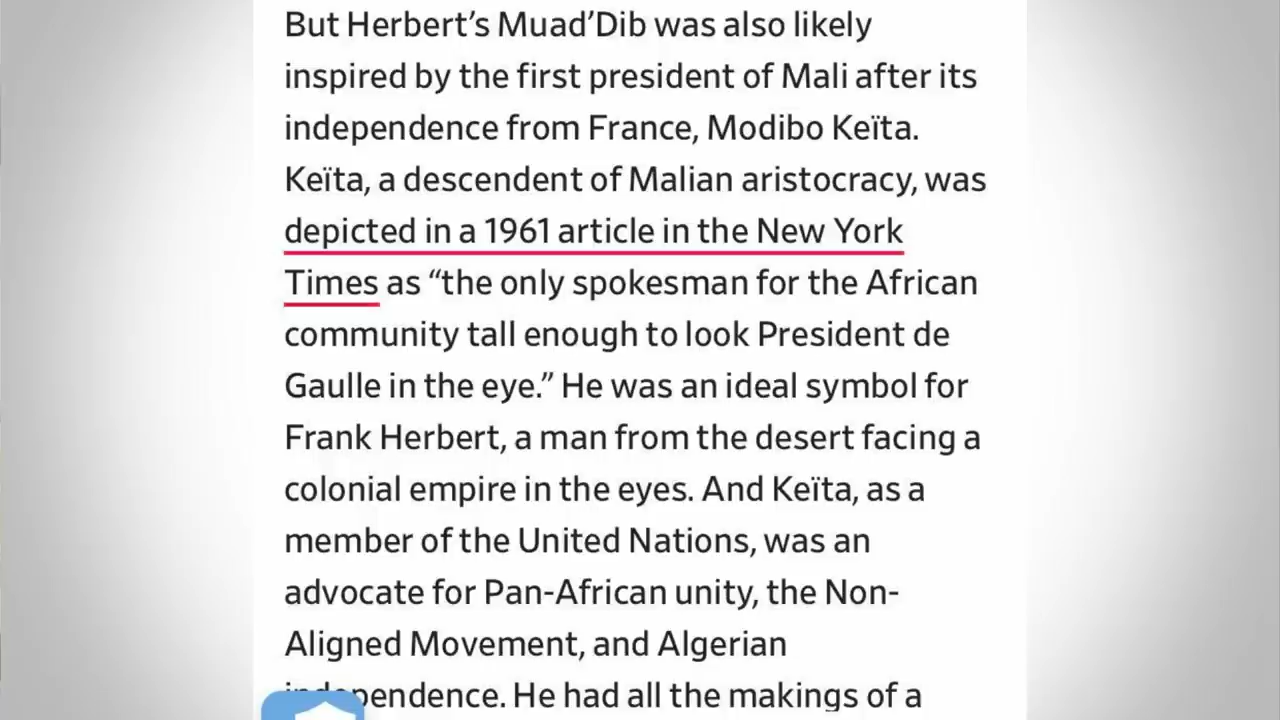 But Herbert’s Muad’Dib was also likely
inspired by the first president of Mali after its
independence from France, Modibo Keïta.
Keïta, a descendent of Malian aristocracy, was
depicted in a 1961 article in the New York
Times as “the only spokesman for the African
community tall enough to look President de
Gaulle in the eye.” He was an ideal symbol for
Frank Herbert, a man from the desert facing a
colonial empire in the eyes. And Keïta, as a
member of the United Nations, was an
advocate for Pan-African unity, the Non-
Aligned Movement, and Algerian
independence. He had all the makings of a